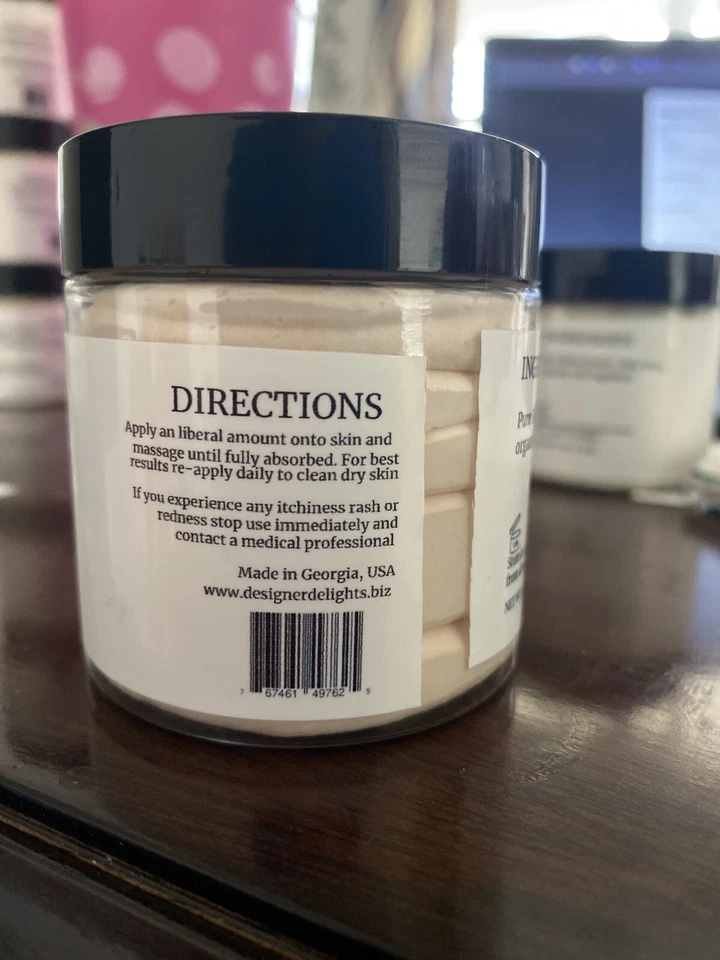 DIRECTIONS
Apply an liberal amount onto skin and
massage until fully absorbed. For best
results re-apply daily to clean dry skin
If you experience any itchiness rash or
redness stop use immediately and
contact a medical professional
Made in Georgia, USA
www.designerdelights.biz
7 67461 49762 5